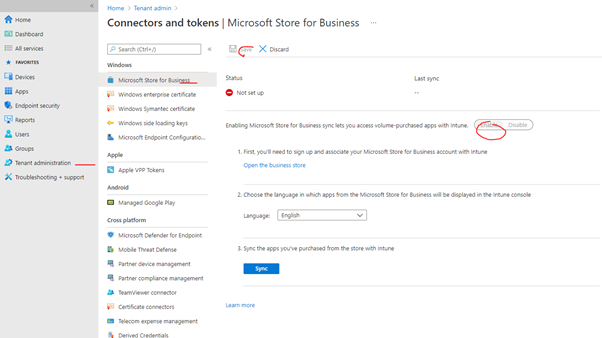 Home > Tenant admin >
Connectors and tokens | Microsoft Store for Business ...
«
Home
Dashboard
All services
FAVORITES
Devices
Apps
Endpoint security
Reports
Users
Groups
Tenant administration
Troubleshooting + support
Search (Ctrl+/)
«
Windows
Microsoft Store for Business
Windows enterprise certificate
Windows Symantec certificate
Windows side loading keys
Microsoft Endpoint Configuratio...
Apple
Apple VPP Tokens
Android
Managed Google Play
Cross platform
Microsoft Defender for Endpoint
Mobile Threat Defense
Partner device management
Partner compliance management
TeamViewer connector
Certificate connectors
Telecom expense management
Derived Credentials
Save Discard
Status Last sync
Not set up --
Enabling Microsoft Store for Business sync lets you access volume-purchased apps with Intune. Enable Disable
1. First, you'll need to sign up and associate your Microsoft Store for Business account with Intune
Open the business store
2. Choose the language in which apps from the Microsoft Store for Business will be displayed in the Intune console
Language: English
3. Sync the apps you've purchased from the store with Intune
Sync
Learn more